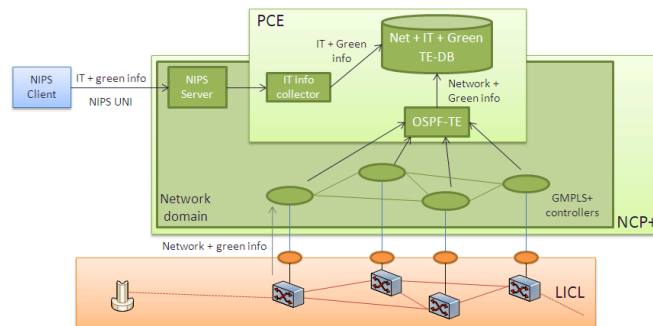 PCE
Net + IT + Green
TE-DB
IT + Green
info
NIPS
Client
IT + green info
NIPS UNI
NIPS
Server
IT info
collector
Network +
Green info
OSPF-TE
Network
domain
GMPLS+
controllers
NCP+
Network + green info
LICL